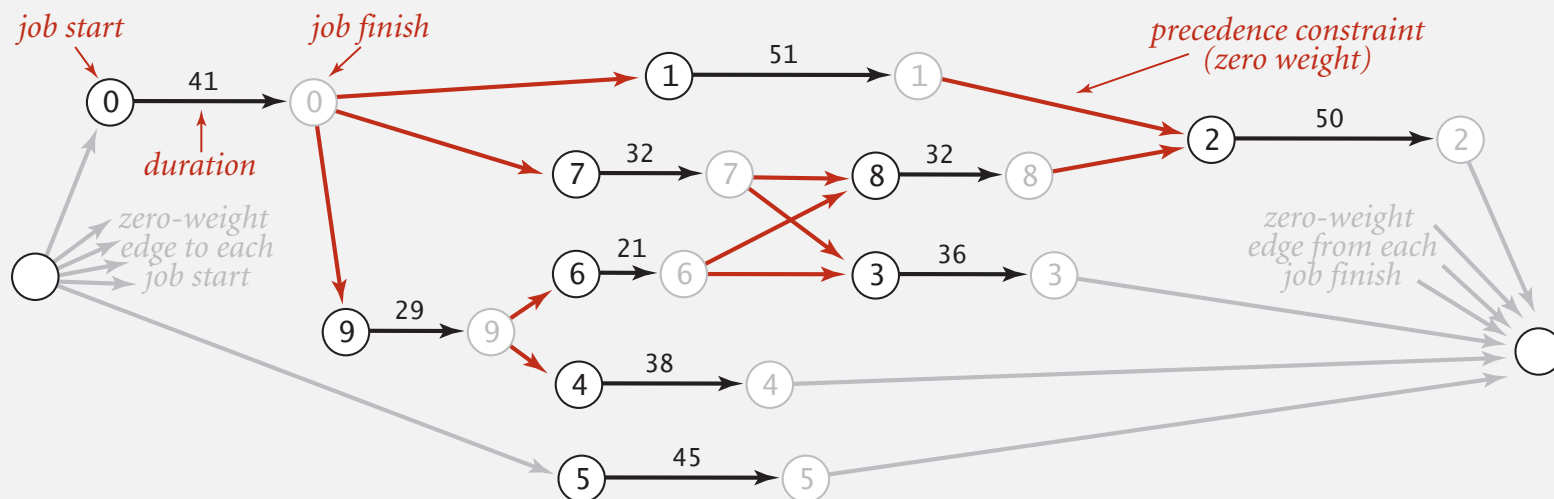 job start
job finish
precedence constraint
(zero weight)
41
51
0
0
1
1
duration
50
32
32
2
2
7
7
8
8
zero-weight
edge to each
job start
zero-weight
edge from each
job finish
21
36
6
6
3
3
29
9
9
38
4
4
45
5
5